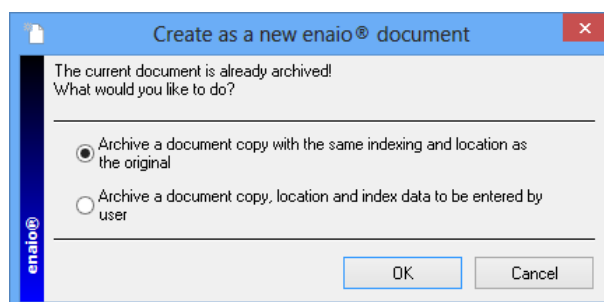 Create as a new enaio® document
The current document is already archived!
What would you like to do?
Archive a document copy with the same indexing and location as
the original
Archive a document copy, location and index data to be entered by
user
enaio®
OK
Cancel